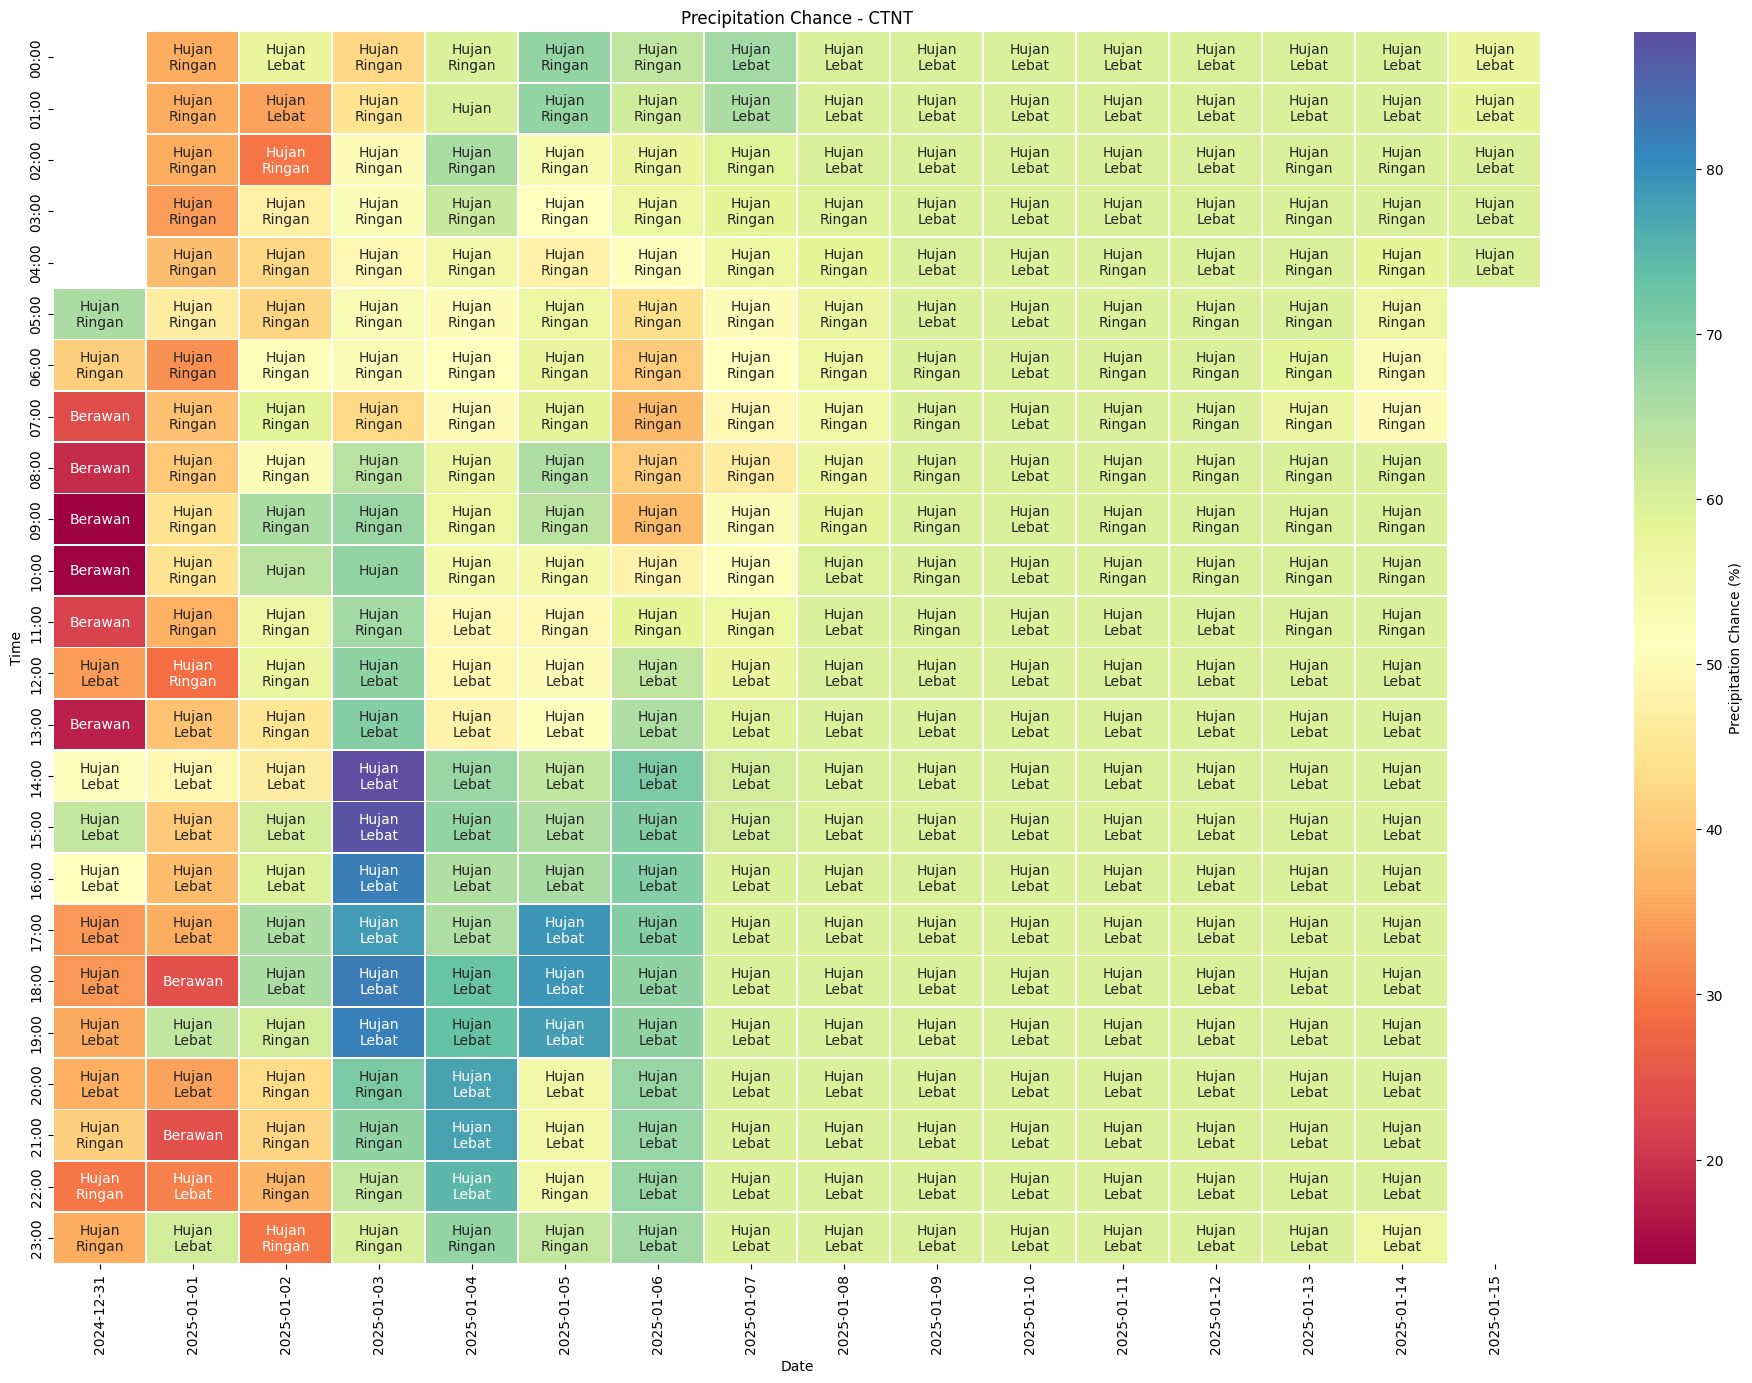 Precipitation Chance - CTNT
00:00 Hujan Ringan Hujan Lebat Hujan Ringan Hujan Ringan Hujan Ringan Hujan Ringan Hujan Lebat Hujan Lebat Hujan Lebat Hujan Lebat Hujan Lebat Hujan Lebat Hujan Lebat Hujan Lebat Hujan Lebat
01:00 Hujan Ringan Hujan Lebat Hujan Ringan Hujan Hujan Ringan Hujan Ringan Hujan Lebat Hujan Lebat Hujan Lebat Hujan Lebat Hujan Lebat Hujan Lebat Hujan Lebat Hujan Lebat Hujan Lebat
02:00 Hujan Ringan Hujan Ringan Hujan Ringan Hujan Ringan Hujan Ringan Hujan Ringan Hujan Ringan Hujan Lebat Hujan Lebat Hujan Lebat Hujan Lebat Hujan Lebat Hujan Ringan Hujan Ringan Hujan Lebat
03:00 Hujan Ringan Hujan Ringan Hujan Ringan Hujan Ringan Hujan Ringan Hujan Ringan Hujan Ringan Hujan Ringan Hujan Lebat Hujan Lebat Hujan Lebat Hujan Lebat Hujan Ringan Hujan Ringan Hujan Lebat
04:00 Hujan Ringan Hujan Ringan Hujan Ringan Hujan Ringan Hujan Ringan Hujan Ringan Hujan Ringan Hujan Ringan Hujan Lebat Hujan Lebat Hujan Ringan Hujan Lebat Hujan Ringan Hujan Ringan Hujan Lebat
05:00 Hujan Ringan Hujan Ringan Hujan Ringan Hujan Ringan Hujan Ringan Hujan Ringan Hujan Ringan Hujan Ringan Hujan Ringan Hujan Lebat Hujan Lebat Hujan Ringan Hujan Ringan Hujan Ringan Hujan Ringan
06:00 Hujan Ringan Hujan Ringan Hujan Ringan Hujan Ringan Hujan Ringan Hujan Ringan Hujan Ringan Hujan Ringan Hujan Ringan Hujan Ringan Hujan Lebat Hujan Ringan Hujan Ringan Hujan Ringan Hujan Ringan
07:00 Berawan Hujan Ringan Hujan Ringan Hujan Ringan Hujan Ringan Hujan Ringan Hujan Ringan Hujan Ringan Hujan Ringan Hujan Ringan Hujan Lebat Hujan Ringan Hujan Ringan Hujan Ringan Hujan Ringan
08:00 Berawan Hujan Ringan Hujan Ringan Hujan Ringan Hujan Ringan Hujan Ringan Hujan Ringan Hujan Ringan Hujan Ringan Hujan Ringan Hujan Lebat Hujan Ringan Hujan Ringan Hujan Ringan Hujan Ringan
09:00 Berawan Hujan Ringan Hujan Ringan Hujan Ringan Hujan Ringan Hujan Ringan Hujan Ringan Hujan Ringan Hujan Ringan Hujan Ringan Hujan Lebat Hujan Ringan Hujan Ringan Hujan Ringan Hujan Ringan
10:00 Berawan Hujan Ringan Hujan Hujan Hujan Ringan Hujan Ringan Hujan Ringan Hujan Ringan Hujan Lebat Hujan Ringan Hujan Lebat Hujan Ringan Hujan Ringan Hujan Ringan Hujan Ringan
11:00 Berawan Hujan Ringan Hujan Ringan Hujan Ringan Hujan Lebat Hujan Ringan Hujan Ringan Hujan Ringan Hujan Lebat Hujan Ringan Hujan Lebat Hujan Lebat Hujan Lebat Hujan Ringan Hujan Ringan
12:00 Hujan Lebat Hujan Ringan Hujan Ringan Hujan Lebat Hujan Lebat Hujan Lebat Hujan Lebat Hujan Lebat Hujan Lebat Hujan Lebat Hujan Lebat Hujan Lebat Hujan Lebat Hujan Lebat Hujan Lebat
13:00 Berawan Hujan Lebat Hujan Ringan Hujan Lebat Hujan Lebat Hujan Lebat Hujan Lebat Hujan Lebat Hujan Lebat Hujan Lebat Hujan Lebat Hujan Lebat Hujan Lebat Hujan Lebat Hujan Lebat
14:00 Hujan Lebat Hujan Lebat Hujan Lebat Hujan Lebat Hujan Lebat Hujan Lebat Hujan Lebat Hujan Lebat Hujan Lebat Hujan Lebat Hujan Lebat Hujan Lebat Hujan Lebat Hujan Lebat Hujan Lebat
15:00 Hujan Lebat Hujan Lebat Hujan Lebat Hujan Lebat Hujan Lebat Hujan Lebat Hujan Lebat Hujan Lebat Hujan Lebat Hujan Lebat Hujan Lebat Hujan Lebat Hujan Lebat Hujan Lebat Hujan Lebat
16:00 Hujan Lebat Hujan Lebat Hujan Lebat Hujan Lebat Hujan Lebat Hujan Lebat Hujan Lebat Hujan Lebat Hujan Lebat Hujan Lebat Hujan Lebat Hujan Lebat Hujan Lebat Hujan Lebat Hujan Lebat
17:00 Hujan Lebat Hujan Lebat Hujan Lebat Hujan Lebat Hujan Lebat Hujan Lebat Hujan Lebat Hujan Lebat Hujan Lebat Hujan Lebat Hujan Lebat Hujan Lebat Hujan Lebat Hujan Lebat Hujan Lebat
18:00 Hujan Lebat Berawan Hujan Lebat Hujan Lebat Hujan Lebat Hujan Lebat Hujan Lebat Hujan Lebat Hujan Lebat Hujan Lebat Hujan Lebat Hujan Lebat Hujan Lebat Hujan Lebat Hujan Lebat
19:00 Hujan Lebat Hujan Lebat Hujan Ringan Hujan Lebat Hujan Lebat Hujan Lebat Hujan Lebat Hujan Lebat Hujan Lebat Hujan Lebat Hujan Lebat Hujan Lebat Hujan Lebat Hujan Lebat Hujan Lebat
20:00 Hujan Lebat Hujan Lebat Hujan Ringan Hujan Ringan Hujan Lebat Hujan Lebat Hujan Lebat Hujan Lebat Hujan Lebat Hujan Lebat Hujan Lebat Hujan Lebat Hujan Lebat Hujan Lebat Hujan Lebat
21:00 Hujan Ringan Berawan Hujan Ringan Hujan Ringan Hujan Lebat Hujan Lebat Hujan Lebat Hujan Lebat Hujan Lebat Hujan Lebat Hujan Lebat Hujan Lebat Hujan Lebat Hujan Lebat Hujan Lebat
22:00 Hujan Ringan Hujan Lebat Hujan Ringan Hujan Ringan Hujan Lebat Hujan Ringan Hujan Lebat Hujan Lebat Hujan Lebat Hujan Lebat Hujan Lebat Hujan Lebat Hujan Lebat Hujan Lebat Hujan Lebat
23:00 Hujan Ringan Hujan Lebat Hujan Ringan Hujan Ringan Hujan Ringan Hujan Ringan Hujan Lebat Hujan Lebat Hujan Lebat Hujan Lebat Hujan Lebat Hujan Lebat Hujan Lebat Hujan Lebat Hujan Lebat
Time
2024-12-31 2025-01-01 2025-01-02 2025-01-03 2025-01-04 2025-01-05 2025-01-06 2025-01-07 2025-01-08 2025-01-09 2025-01-10 2025-01-11 2025-01-12 2025-01-13 2025-01-14 2025-01-15
Date
80
70
60
50
40
30
20
Precipitation Chance (%)